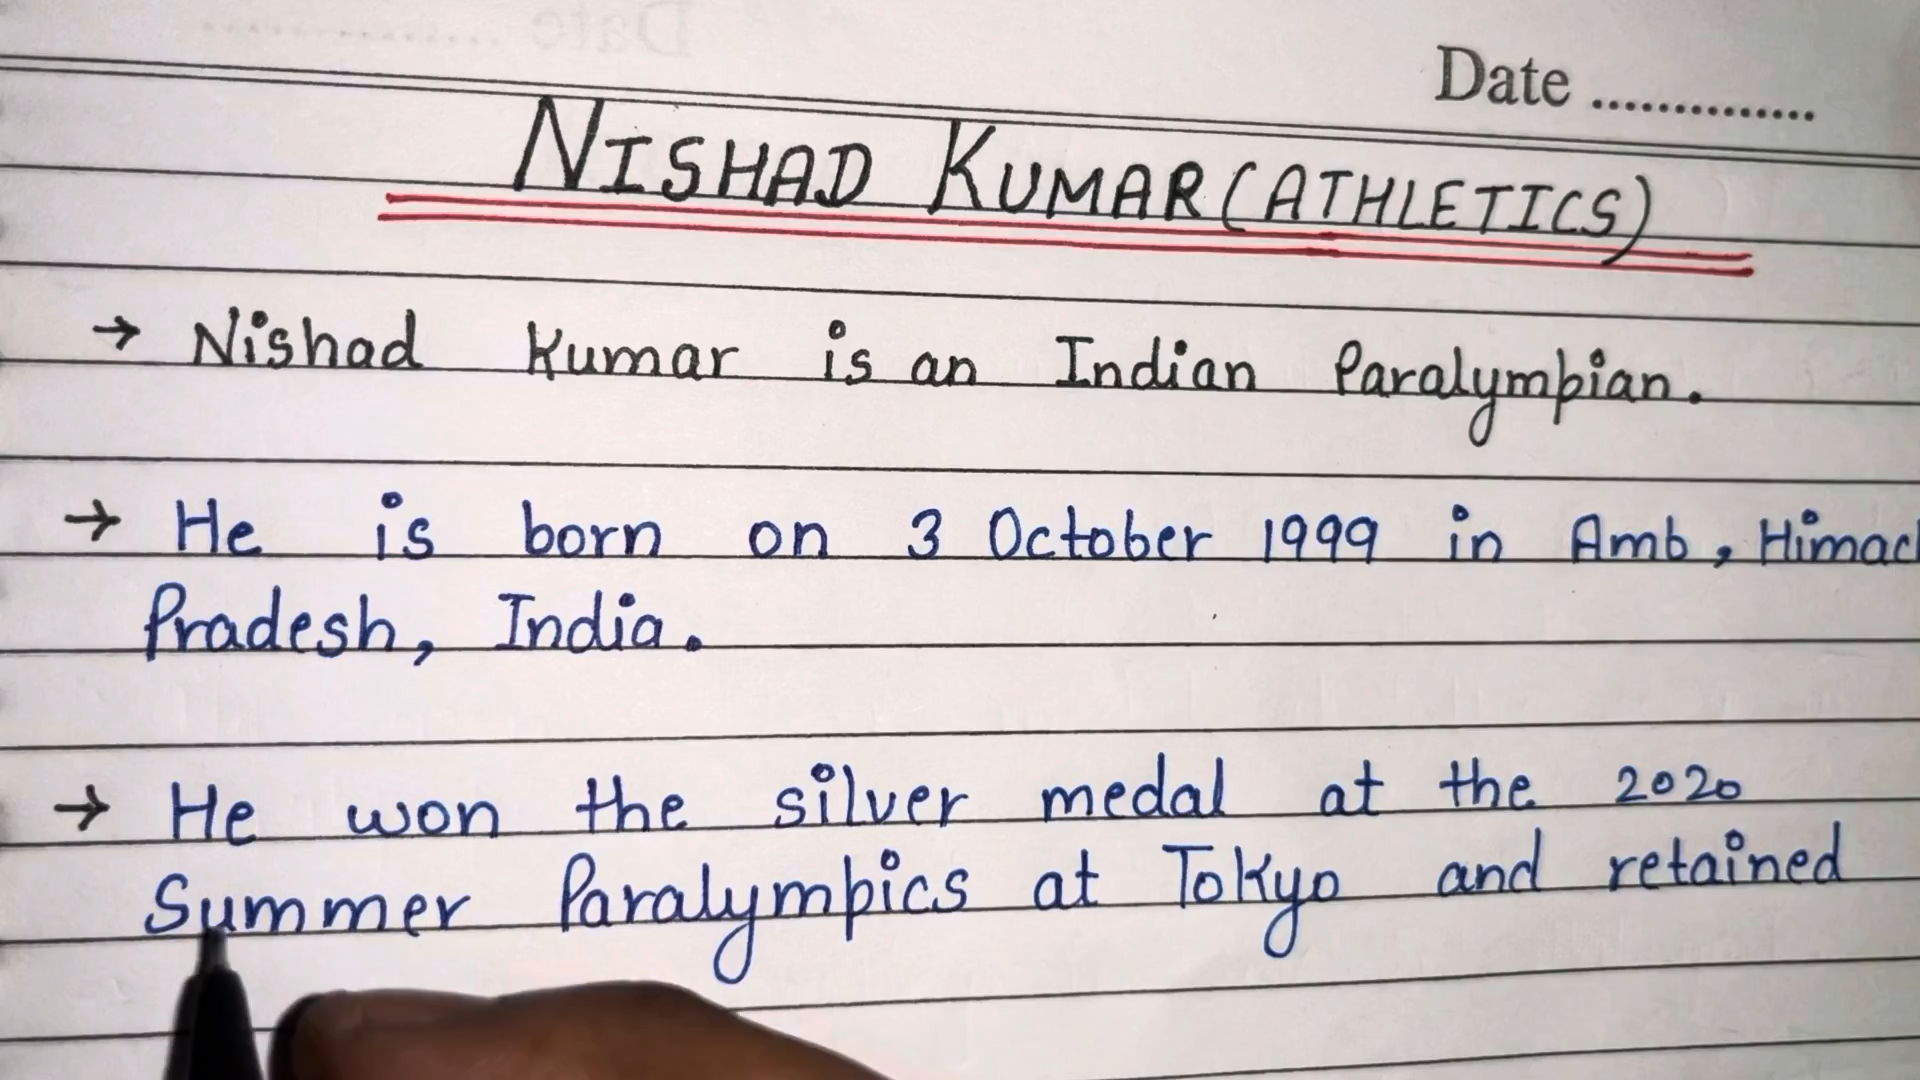 Date ..............
NISHAD KUMAR (ATHLETICS)
→ Nishad Kumar is an Indian Paralympian.
→ He is born on 3 October 1999 in Amb, Himach
Pradesh, India.
→ He won the silver medal at the 2020
Summer Paralympics at Tokyo and retained